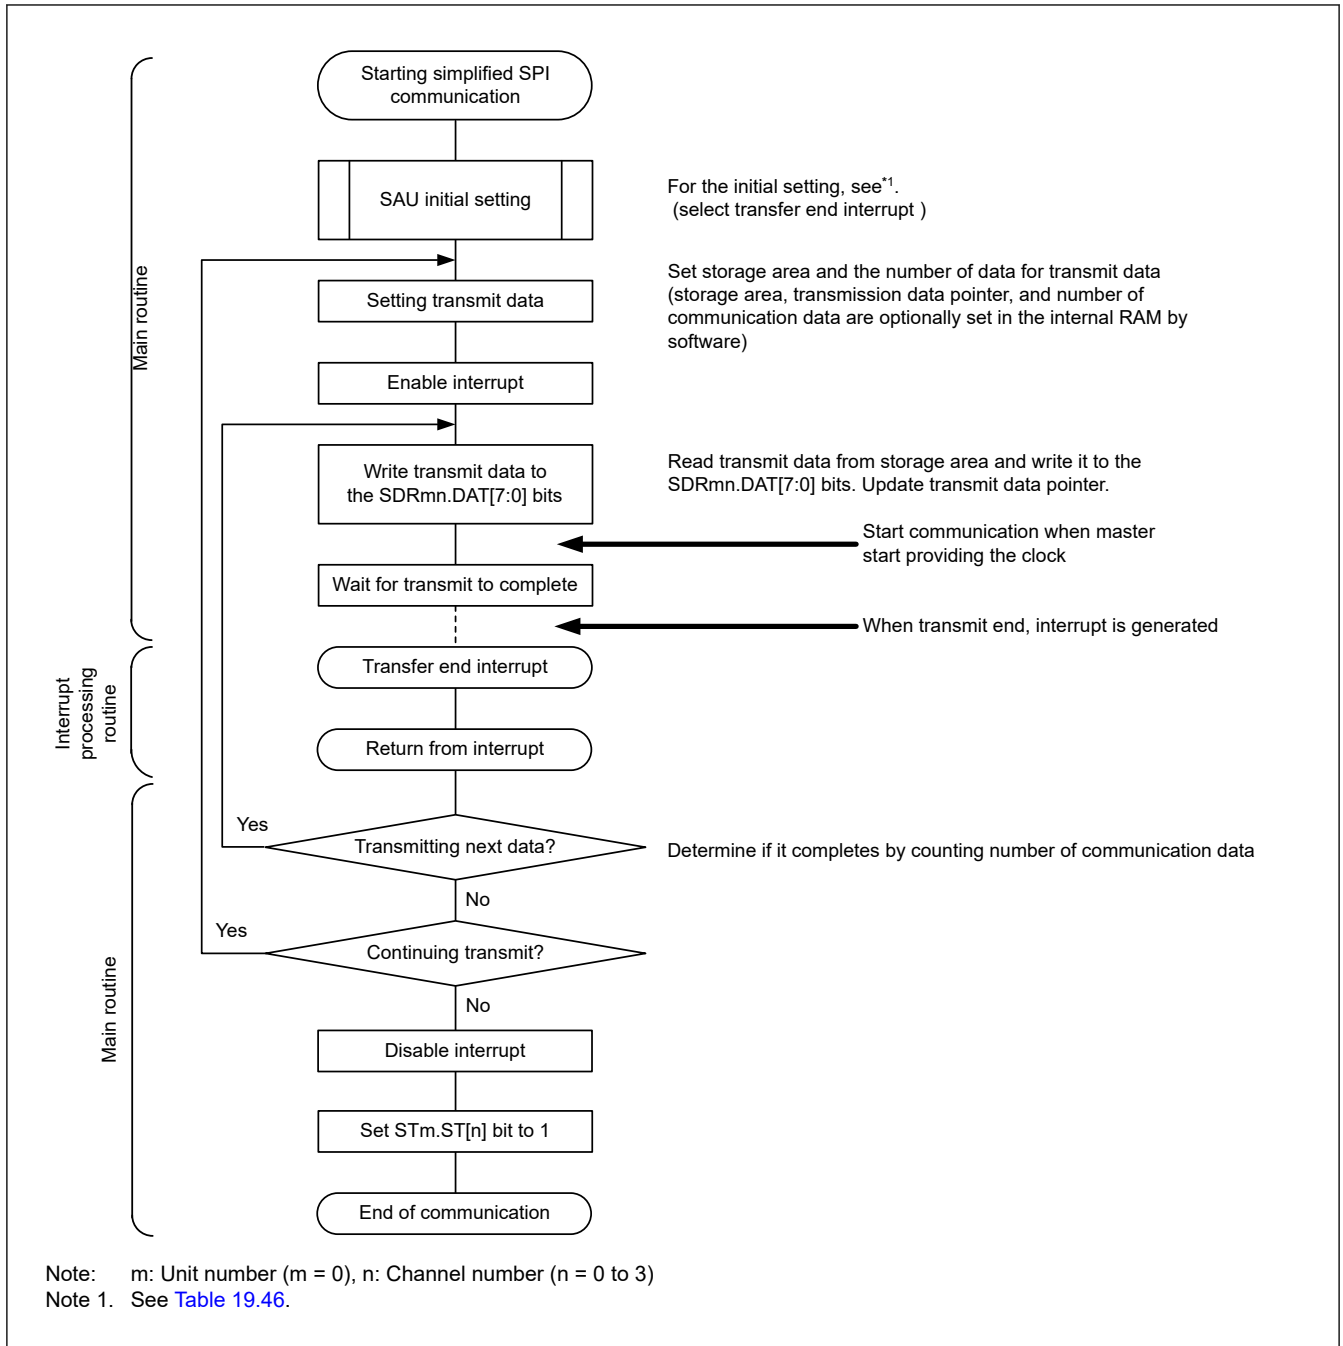 Starting simplified SPI
communication
SAU initial setting
For the initial setting, see*1.
(select transfer end interrupt )
Main routine
Setting transmit data
Set storage area and the number of data for transmit data
(storage area, transmission data pointer, and number of
communication data are optionally set in the internal RAM by
software)
Enable interrupt
Write transmit data to
the SDRmn.DAT[7:0] bits
Read transmit data from storage area and write it to the
SDRmn.DAT[7:0] bits. Update transmit data pointer.
Start communication when master
start providing the clock
Wait for transmit to complete
When transmit end, interrupt is generated
Interrupt
processing
routine
Transfer end interrupt
Return from interrupt
Yes
Transmitting next data?
Determine if it completes by counting number of communication data
No
Yes
Continuing transmit?
No
Main routine
Disable interrupt
Set STm.ST[n] bit to 1
End of communication
Note: m: Unit number (m = 0), n: Channel number (n = 0 to 3)
Note 1. See Table 19.46.